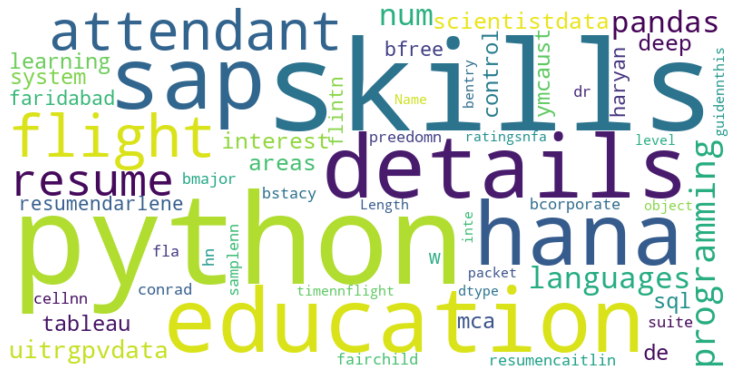 num
scientistdata
pandas
attendant
sap
skills
bfree
deep
learning
system
faridabad
Name
flintn
bentry
control
ymcaust
dr
haryan
guidennthis
flight
interest
areas
preedomn
ratingsnfa
level
programming
resume
bmajor
bstacy
details
Length
bcorporate
object
resumendarlene
python
hana
fla
hn
samplenn
w
inte
packet
languages
cellnn
conrad
timennflight
dtype
sql
tableau
education
mca
suite
uitrgpvdata
fairchild
resumencaitlin
de